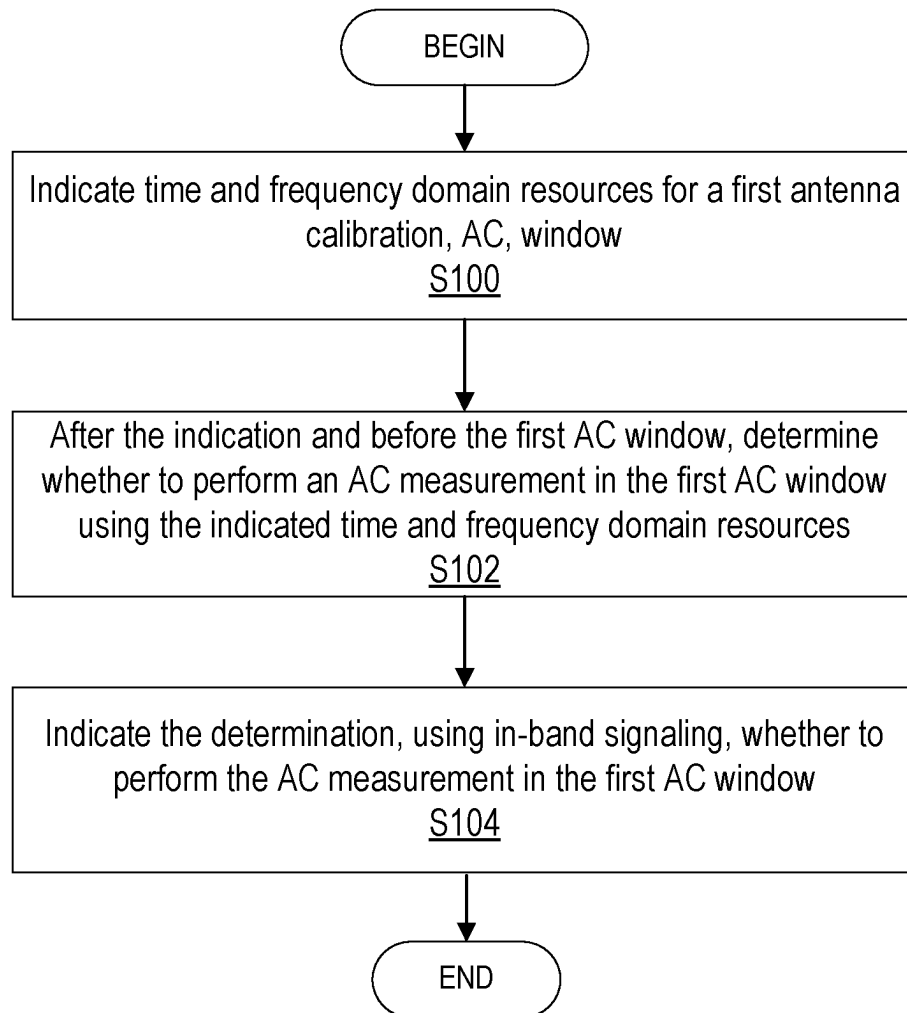 BEGIN
Indicate time and frequency domain resources for a first antenna
calibration, AC, window
S100
After the indication and before the first AC window, determine
whether to perform an AC measurement in the first AC window
using the indicated time and frequency domain resources
S102
Indicate the determination, using in-band signaling, whether to
perform the AC measurement in the first AC window
S104
END